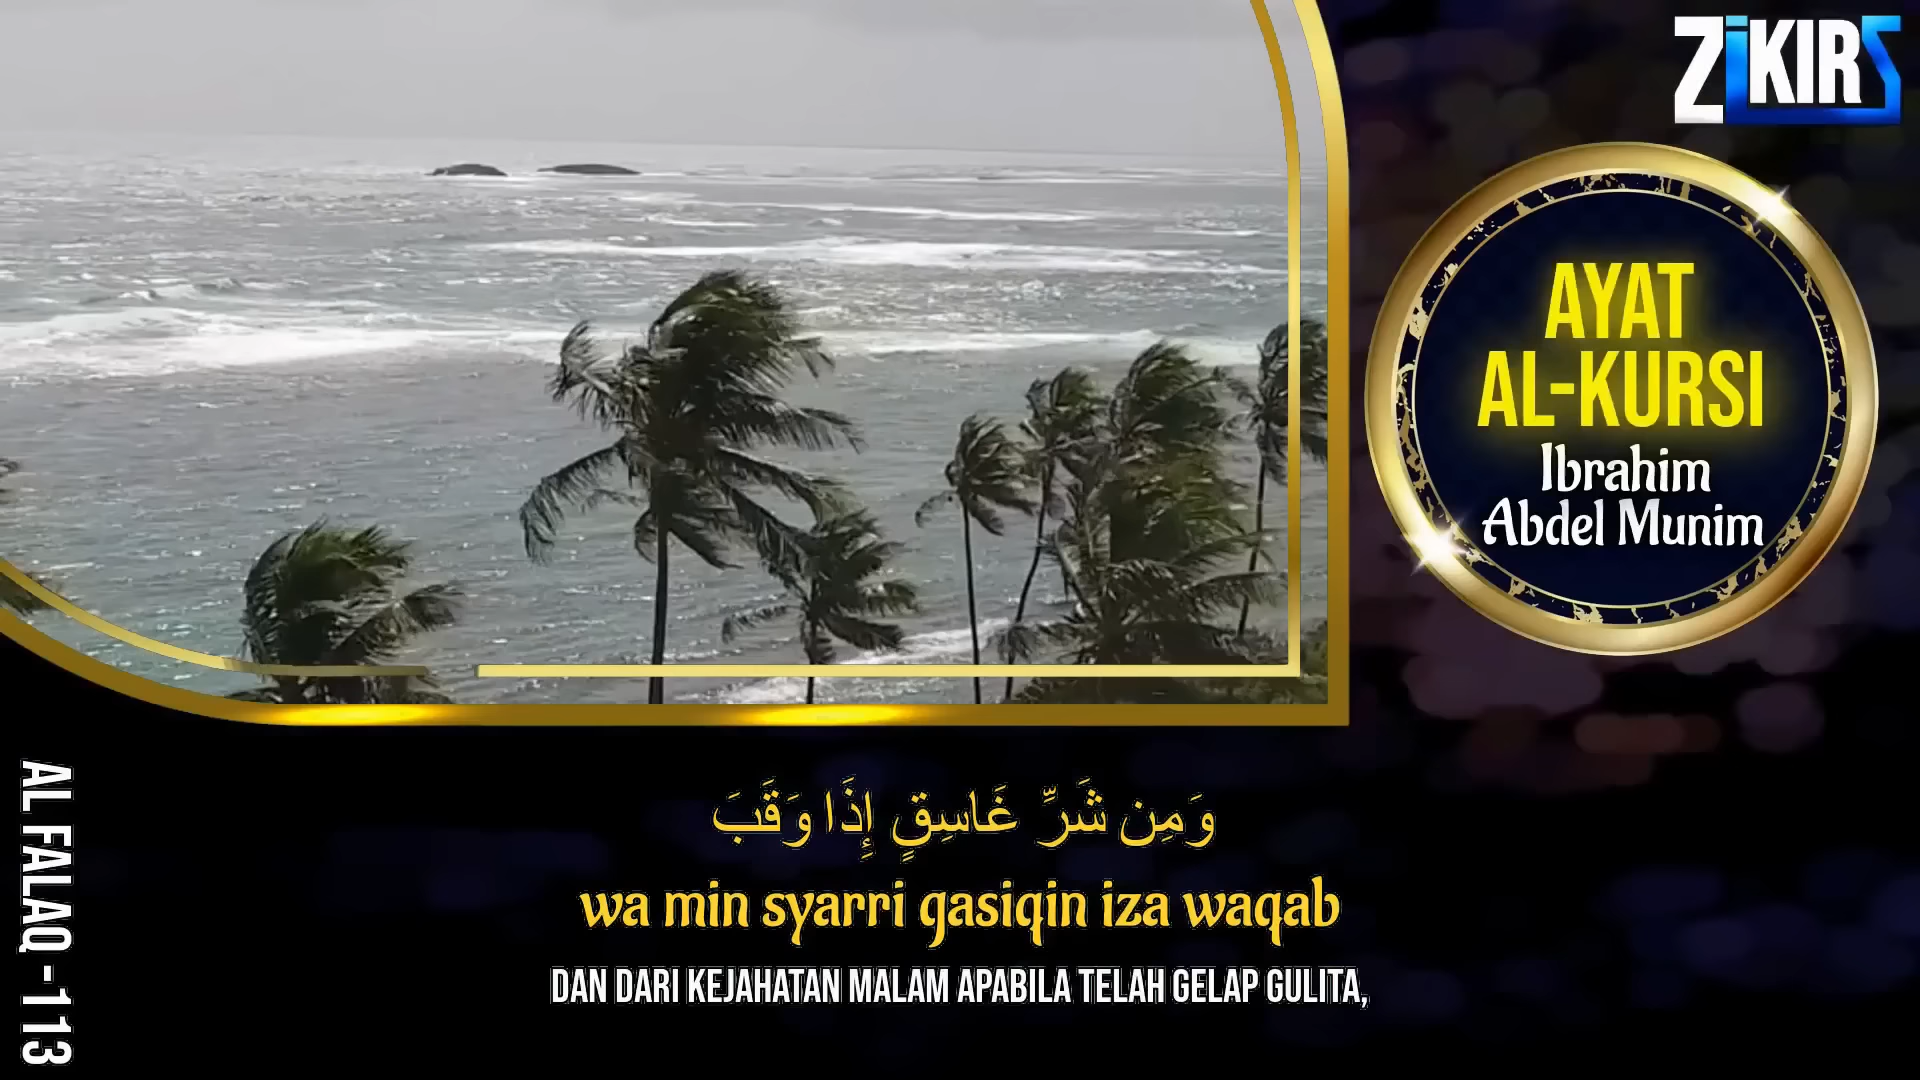 ZIKIR
AYAT
AL-KURSI
Ibrahim
Abdel Munim
وَمِن شَرِّ غَاسِقٍ إِذَا وَقَبَ
wa min syarri gasiqin iza waqab
DAN DARI KEJAHATAN MALAM APABILA TELAH GELAP GULITA,
AL FALAQ -113